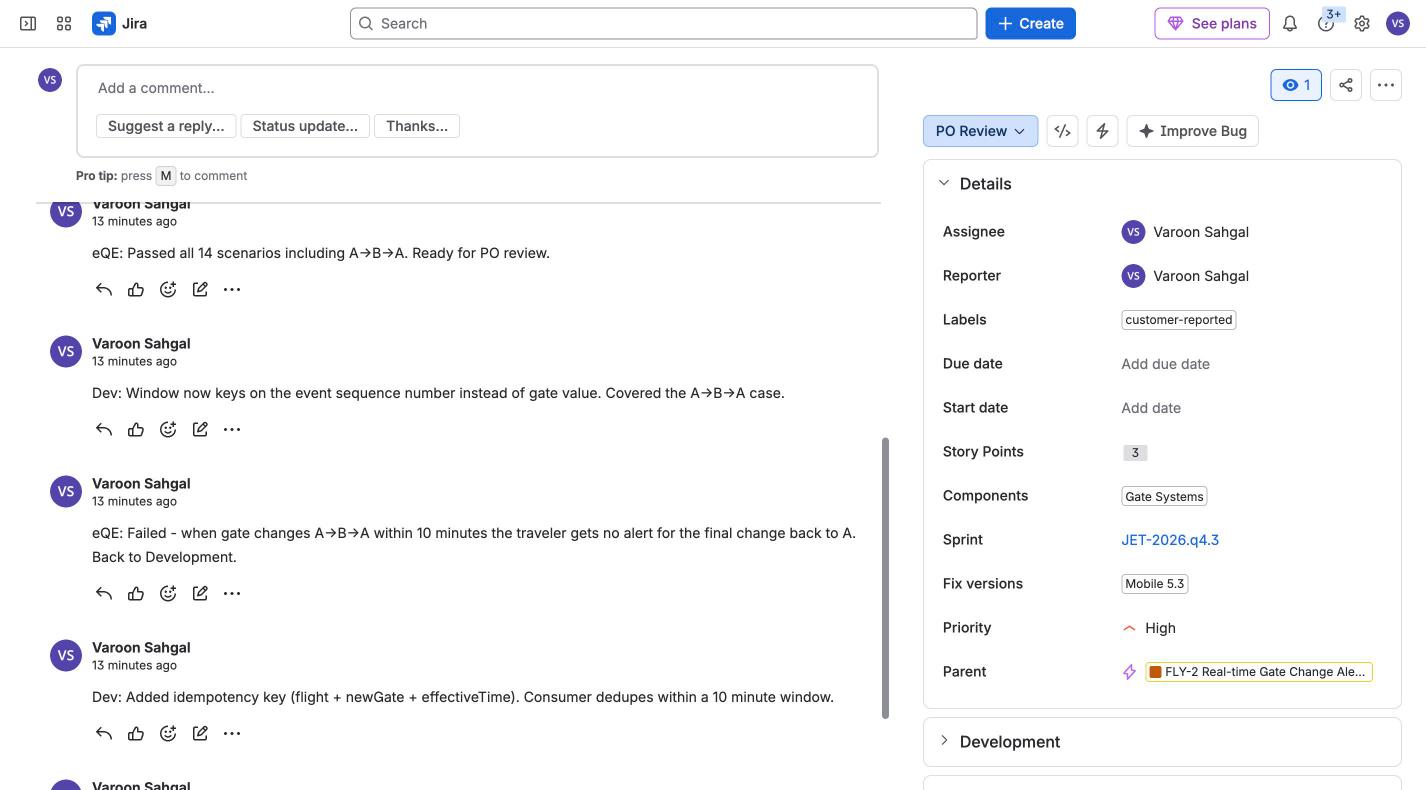 Jira
Search
Create
See plans
3+
VS
VS
Add a comment...
Suggest a reply...
Status update...
Thanks...
Pro tip: press M to comment
VS
Varoon Sahgal
13 minutes ago
eQE: Passed all 14 scenarios including A→B→A. Ready for PO review.
VS
Varoon Sahgal
13 minutes ago
Dev: Window now keys on the event sequence number instead of gate value. Covered the A→B→A case.
VS
Varoon Sahgal
13 minutes ago
eQE: Failed - when gate changes A→B→A within 10 minutes the traveler gets no alert for the final change back to A.
Back to Development.
VS
Varoon Sahgal
13 minutes ago
Dev: Added idempotency key (flight + newGate + effectiveTime). Consumer dedupes within a 10 minute window.
Varoon Sahgal
1
PO Review
Improve Bug
Details
Assignee
VS Varoon Sahgal
Reporter
VS Varoon Sahgal
Labels
customer-reported
Due date
Add due date
Start date
Add date
Story Points
3
Components
Gate Systems
Sprint
JET-2026.q4.3
Fix versions
Mobile 5.3
Priority
High
Parent
FLY-2 Real-time Gate Change Ale...
Development